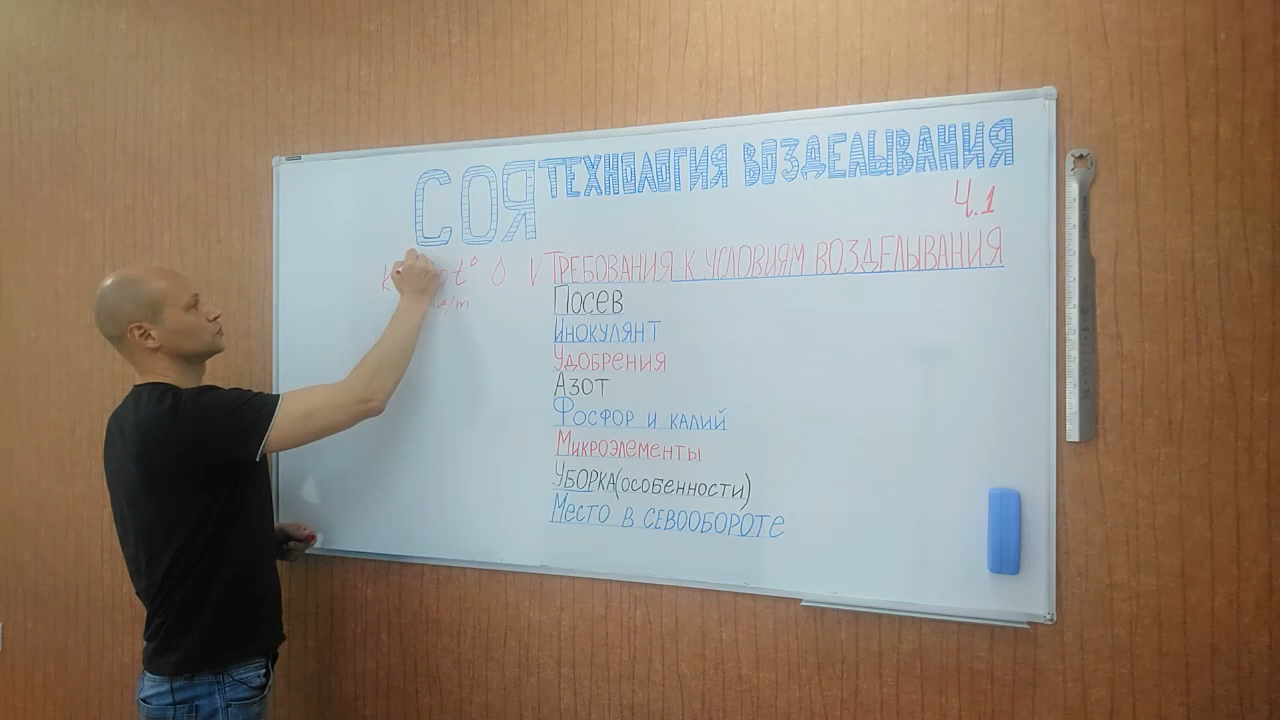 СОЯ ТЕХНОЛОГИЯ ВОЗДЕЛЫВАНИЯ
Ч.1
t° V ТРЕБОВАНИЯ К УСЛОВИЯМ ВОЗДЕЛЫВАНИЯ
ПОСЕВ
ИНОКУЛЯНТ
УДОБРЕНИЯ
АЗОТ
ФОСФОР И КАЛИЙ
МИКРОЭЛЕМЕНТЫ
УБОРКА(особенности)
МЕСТО В СЕВООБОРОТЕ